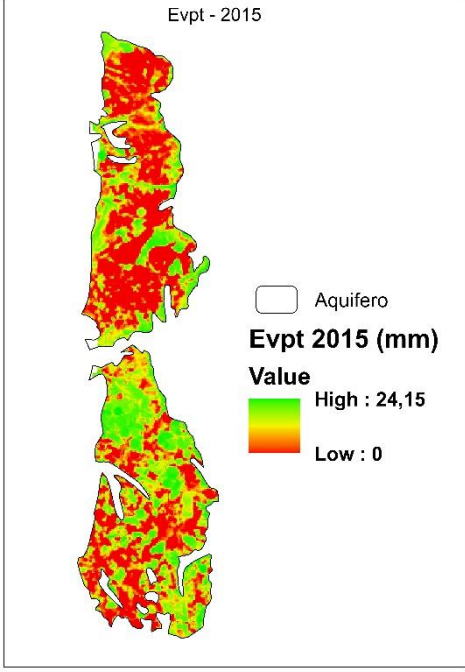 Evpt - 2015
Aquifero
Evpt 2015 (mm)
Value
High : 24,15
Low : 0